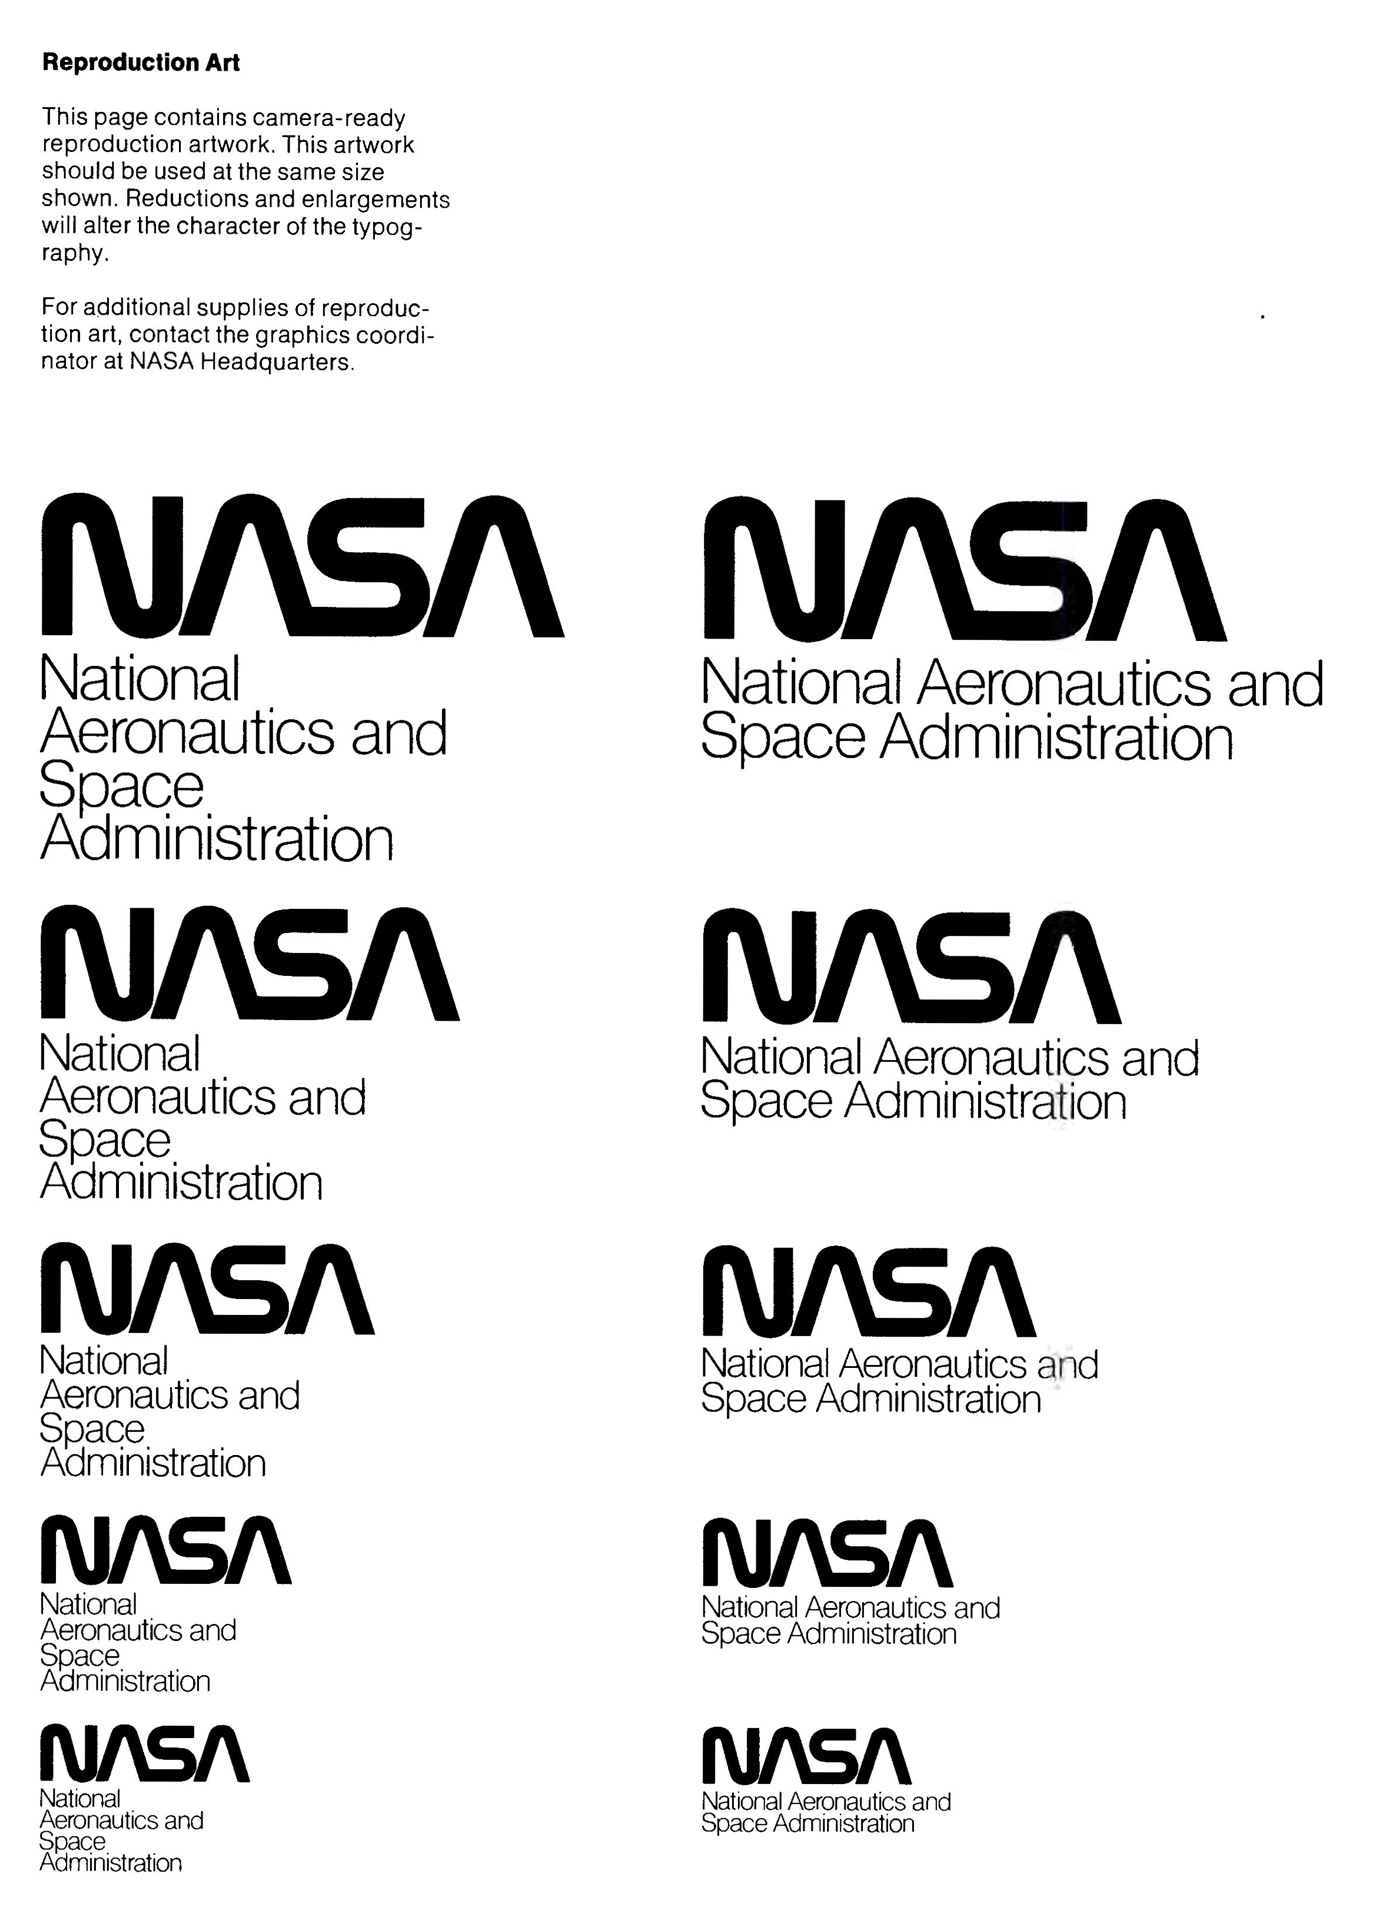 Reproduction Art
This page contains camera-ready
reproduction artwork. This artwork
should be used at the same size
shown. Reductions and enlargements
will alter the character of the typog-
raphy.
For additional supplies of reproduc-
tion art, contact the graphics coordi-
nator at NASA Headquarters.
NASA
National
Aeronautics and
Space
Administration
NASA
National Aeronautics and
Space Administration
NASA
National
Aeronautics and
Space
Administration
NASA
National Aeronautics and
Space Administration
NASA
National
Aeronautics and
Space
Administration
NASA
National Aeronautics and
Space Administration
NASA
National
Aeronautics and
Space
Administration
NASA
National Aeronautics and
Space Administration
NASA
National
Aeronautics and
Space
Administration
NASA
National Aeronautics and
Space Administration